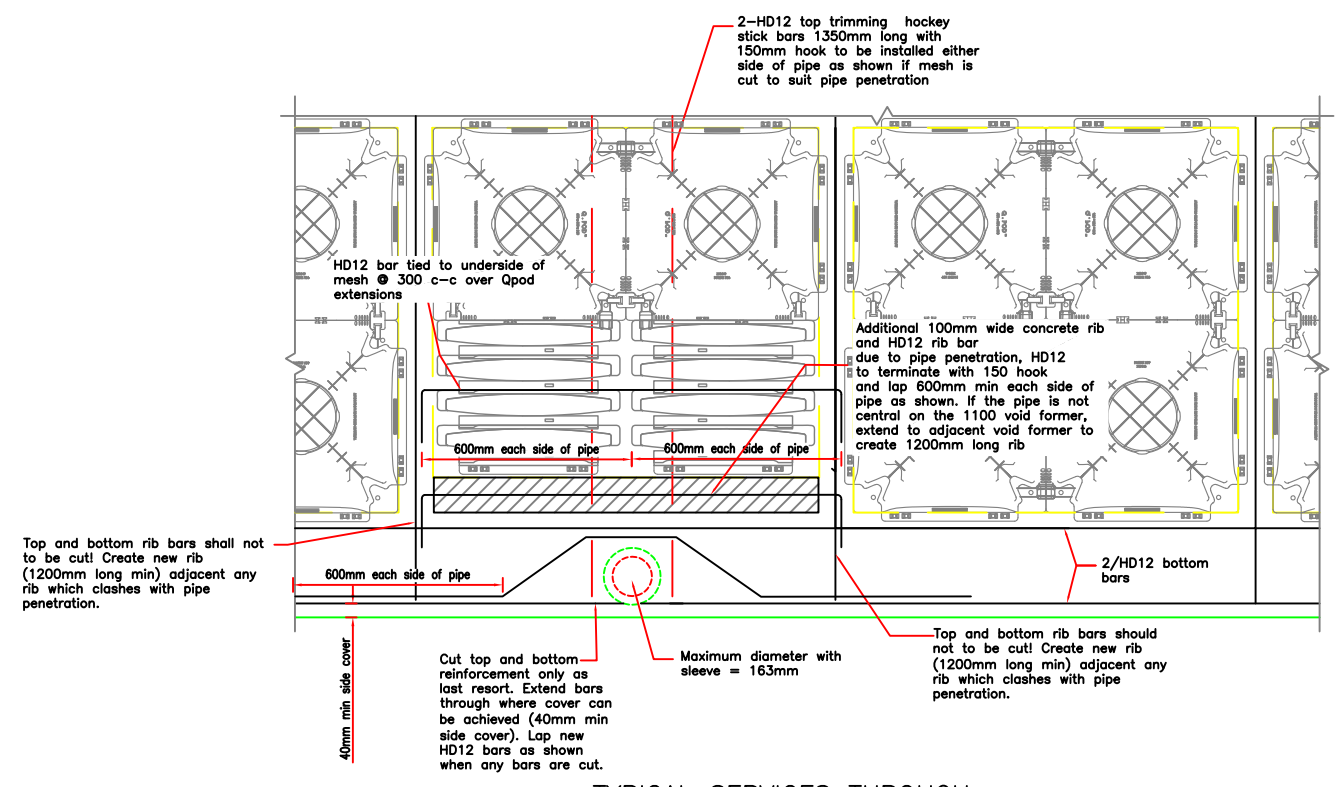 2-HD12 top trimming hockey
stick bars 1350mm long with
150mm hook to be installed either
side of pipe as shown if mesh is
cut to suit pipe penetration
HD12 bar tied to underside of
mesh @ 300 c-c over Qpod
extensions
Additional 100mm wide concrete rib
and HD12 rib bar
due to pipe penetration, HD12
to terminate with 150 hook
and lap 600mm min each side of
pipe as shown. If the pipe is not
central on the 1100 void former,
extend to adjacent void former to
create 1200mm long rib
600mm each side of pipe
600mm each side of pipe
Top and bottom rib bars shall not
to be cut! Create new rib
(1200mm long min) adjacent any
rib which clashes with pipe
penetration.
600mm each side of pipe
2/HD12 bottom
bars
40mm min side cover
Cut top and bottom
reinforcement only as
last resort. Extend bars
through where cover can
be achieved (40mm min
side cover). Lap new
HD12 bars as shown
when any bars are cut.
Maximum diameter with
sleeve = 163mm
Top and bottom rib bars should
not to be cut! Create new rib
(1200mm long min) adjacent any
rib which clashes with pipe
penetration.
TYPICAL SERVICES THROUGH